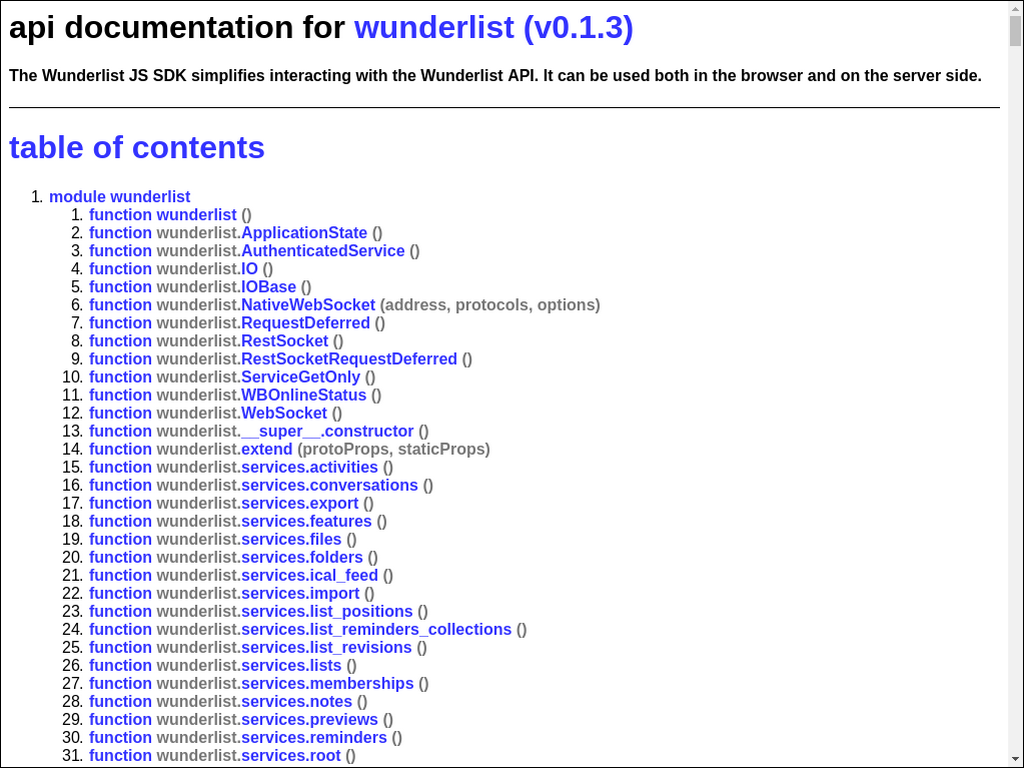 api documentation for wunderlist (v0.1.3)
The Wunderlist JS SDK simplifies interacting with the Wunderlist API. It can be used both in the browser and on the server side.
table of contents
1. module wunderlist
1. function wunderlist ()
2. function wunderlist.ApplicationState ()
3. function wunderlist.AuthenticatedService ()
4. function wunderlist.IO ()
5. function wunderlist.IOBase ()
6. function wunderlist.NativeWebSocket (address, protocols, options)
7. function wunderlist.RequestDeferred ()
8. function wunderlist.RestSocket ()
9. function wunderlist.RestSocketRequestDeferred ()
10. function wunderlist.ServiceGetOnly ()
11. function wunderlist.WBOnlineStatus ()
12. function wunderlist.WebSocket ()
13. function wunderlist.__super__.constructor ()
14. function wunderlist.extend (protoProps, staticProps)
15. function wunderlist.services.activities ()
16. function wunderlist.services.conversations ()
17. function wunderlist.services.export ()
18. function wunderlist.services.features ()
19. function wunderlist.services.files ()
20. function wunderlist.services.folders ()
21. function wunderlist.services.ical_feed ()
22. function wunderlist.services.import ()
23. function wunderlist.services.list_positions ()
24. function wunderlist.services.list_reminders_collections ()
25. function wunderlist.services.list_revisions ()
26. function wunderlist.services.lists ()
27. function wunderlist.services.memberships ()
28. function wunderlist.services.notes ()
29. function wunderlist.services.previews ()
30. function wunderlist.services.reminders ()
31. function wunderlist.services.root ()